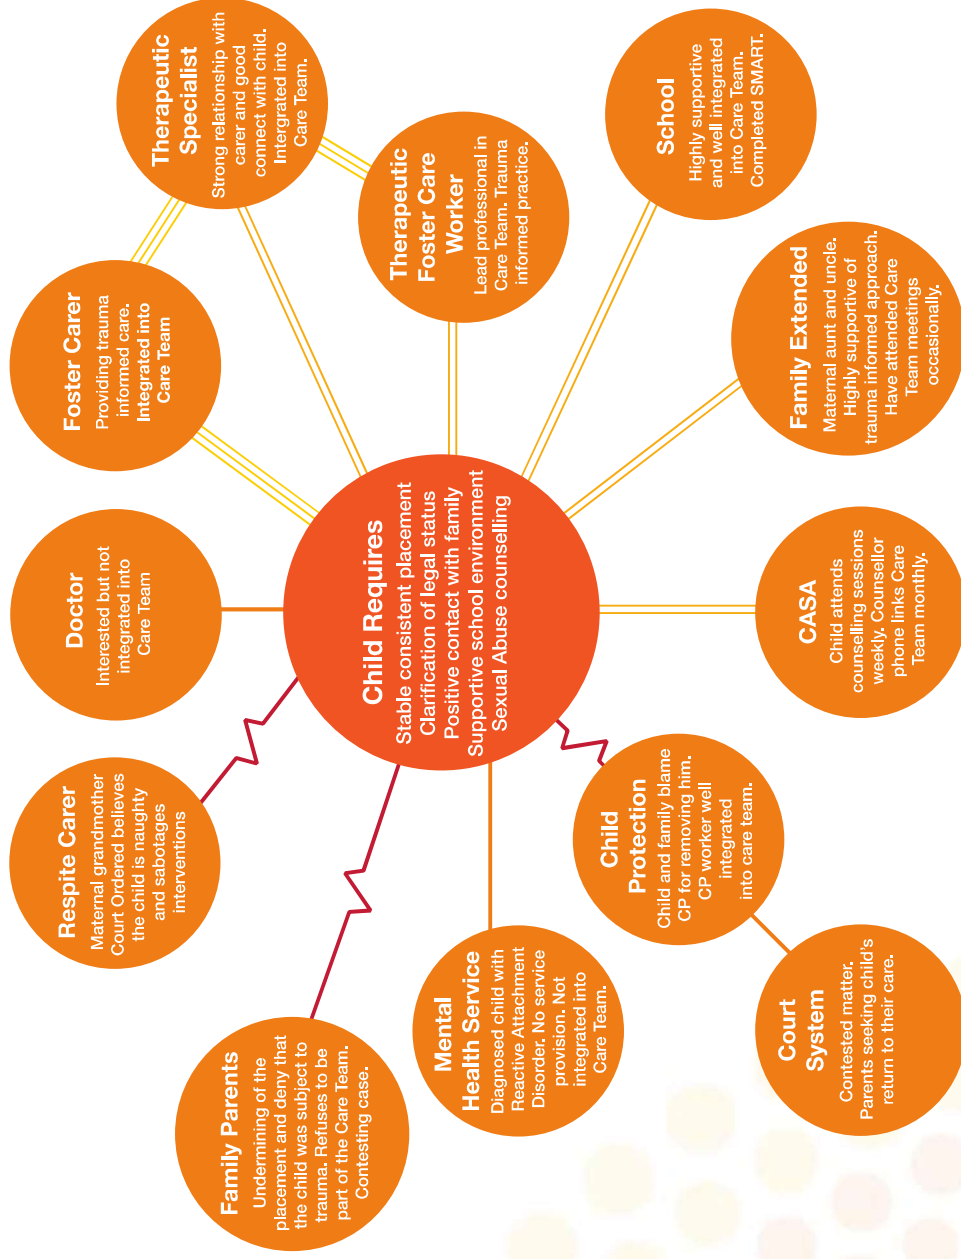 Family Parents
Undermining of the
placement and deny that
the child was subject to
trauma. Refuses to be
part of the Care Team.
Contesting case.
Respite Carer
Maternal grandmother
Court Ordered believes
the child is naughty
and sabotages
interventions
Doctor
Interested but not
integrated into
Care Team
Foster Carer
Providing trauma
informed care.
Integrated into
Care Team
Therapeutic
Specialist
Strong relationship with
carer and good
connect with child.
Intergrated into
Care Team.
Therapeutic
Foster Care
Worker
Lead professional in
Care Team. Trauma
informed practice.
Child Requires
Stable consistent placement
Clarification of legal status
Positive contact with family
Supportive school environment
Sexual Abuse counselling
Mental
Health Service
Diagnosed child with
Reactive Attachment
Disorder. No service
provision. Not
integrated into
Care Team.
Child
Protection
Child and family blame
CP for removing him.
CP worker well
integrated
into care team.
Court
System
Contested matter.
Parents seeking child's
return to their care.
CASA
Child attends
counselling sessions
weekly. Counsellor
phone links Care
Team monthly.
Family Extended
Maternal aunt and uncle.
Highly supportive of
trauma informed approach.
Have attended Care
Team meetings
occasionally.
School
Highly supportive
and well integrated
into Care Team.
Completed SMART.